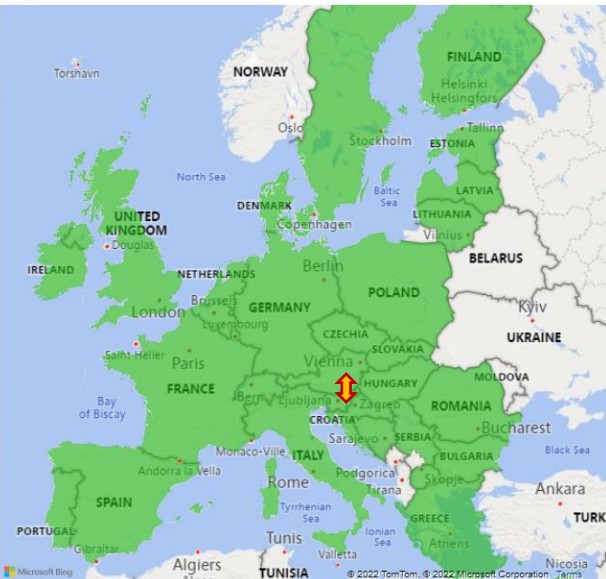 Torshavn
NORWAY
FINLAND
Helsinki
Helsingfors
Oslo
Stockholm
Tallinn
ESTONIA
North Sea
Baltic
Sea
LATVIA
DENMARK
Copenhagen
LITHUANIA
Vilnius
UNITED
KINGDOM
Douglas
BELARUS
IRELAND
NETHERLANDS
Berlin
POLAND
London
Brussels
GERMANY
Kyiv
Luxembourg
CZECHIA
UKRAINE
Saint Helier
Paris
SLOVAKIA
Vienna
MOLDOVA
FRANCE
Bern
HUNGARY
Bay
of Biscay
Ljubljana
Zagreb
ROMANIA
CROATIA
Bucharest
Monaco-Ville
ITALY
Sarajevo
SERBIA
Black Sea
Andorra la Vella
BULGARIA
Rome
Podgorica
Skopje
SPAIN
Tirana
Ankara
Tyrrhenian
Sea
TURK
PORTUGAL
Ionian
Sea
GREECE
Athens
Gibraltar
Tunis
Valletta
Nicosia
Algiers
TUNISIA
Microsoft Bing
© 2022 TomTom, © 2022 Microsoft Corporation Terms